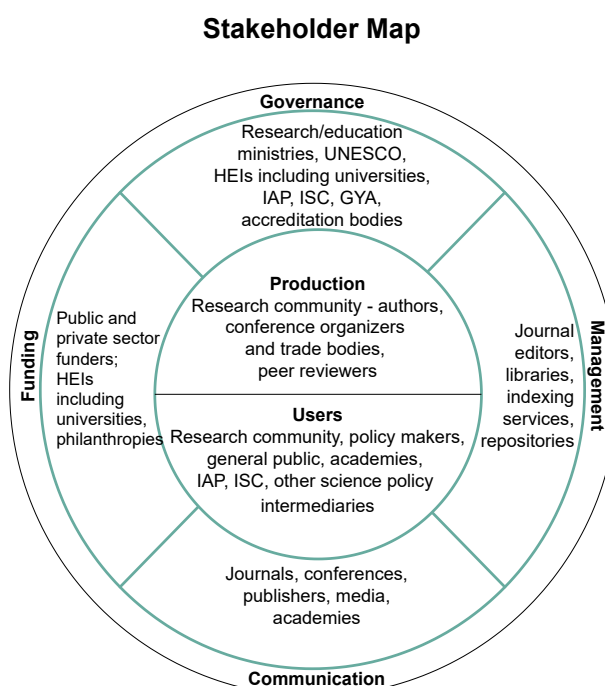 Stakeholder Map
Governance
Research/education
ministries, UNESCO,
HEIs including universities,
IAP, ISC, GYA,
accreditation bodies
Production
Research community - authors,
conference organizers
and trade bodies,
peer reviewers
Funding
Public and
private sector
funders;
HEIs
including
universities,
philanthropies
Management
Journal
editors,
libraries,
indexing
services,
repositories
Users
Research community, policy makers,
general public, academies,
IAP, ISC, other science policy
intermediaries
Journals, conferences,
publishers, media,
academies
Communication